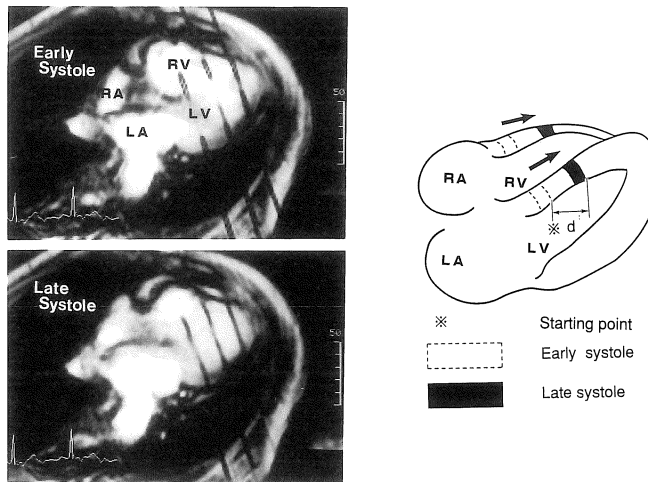 Early
Systole
RV
RA
LV
LA
50
Late
Systole
50
RA
RV
※ d
LA
LV
※ Starting point
Early systole
Late systole